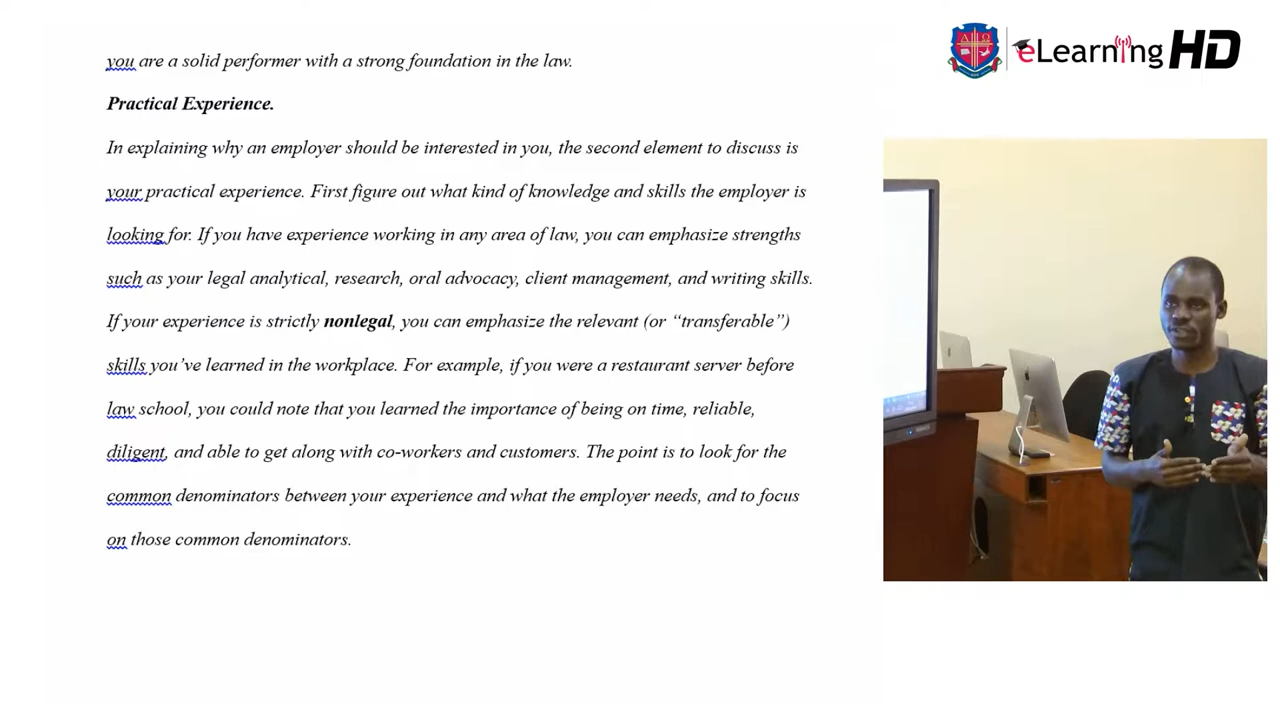 you are a solid performer with a strong foundation in the law.
Practical Experience.
In explaining why an employer should be interested in you, the second element to discuss is
your practical experience. First figure out what kind of knowledge and skills the employer is
looking for. If you have experience working in any area of law, you can emphasize strengths
such as your legal analytical, research, oral advocacy, client management, and writing skills.
If your experience is strictly nonlegal, you can emphasize the relevant (or “transferable”)
skills you’ve learned in the workplace. For example, if you were a restaurant server before
law school, you could note that you learned the importance of being on time, reliable,
diligent, and able to get along with co-workers and customers. The point is to look for the
common denominators between your experience and what the employer needs, and to focus
on those common denominators.
Α Ω
eLearning HD